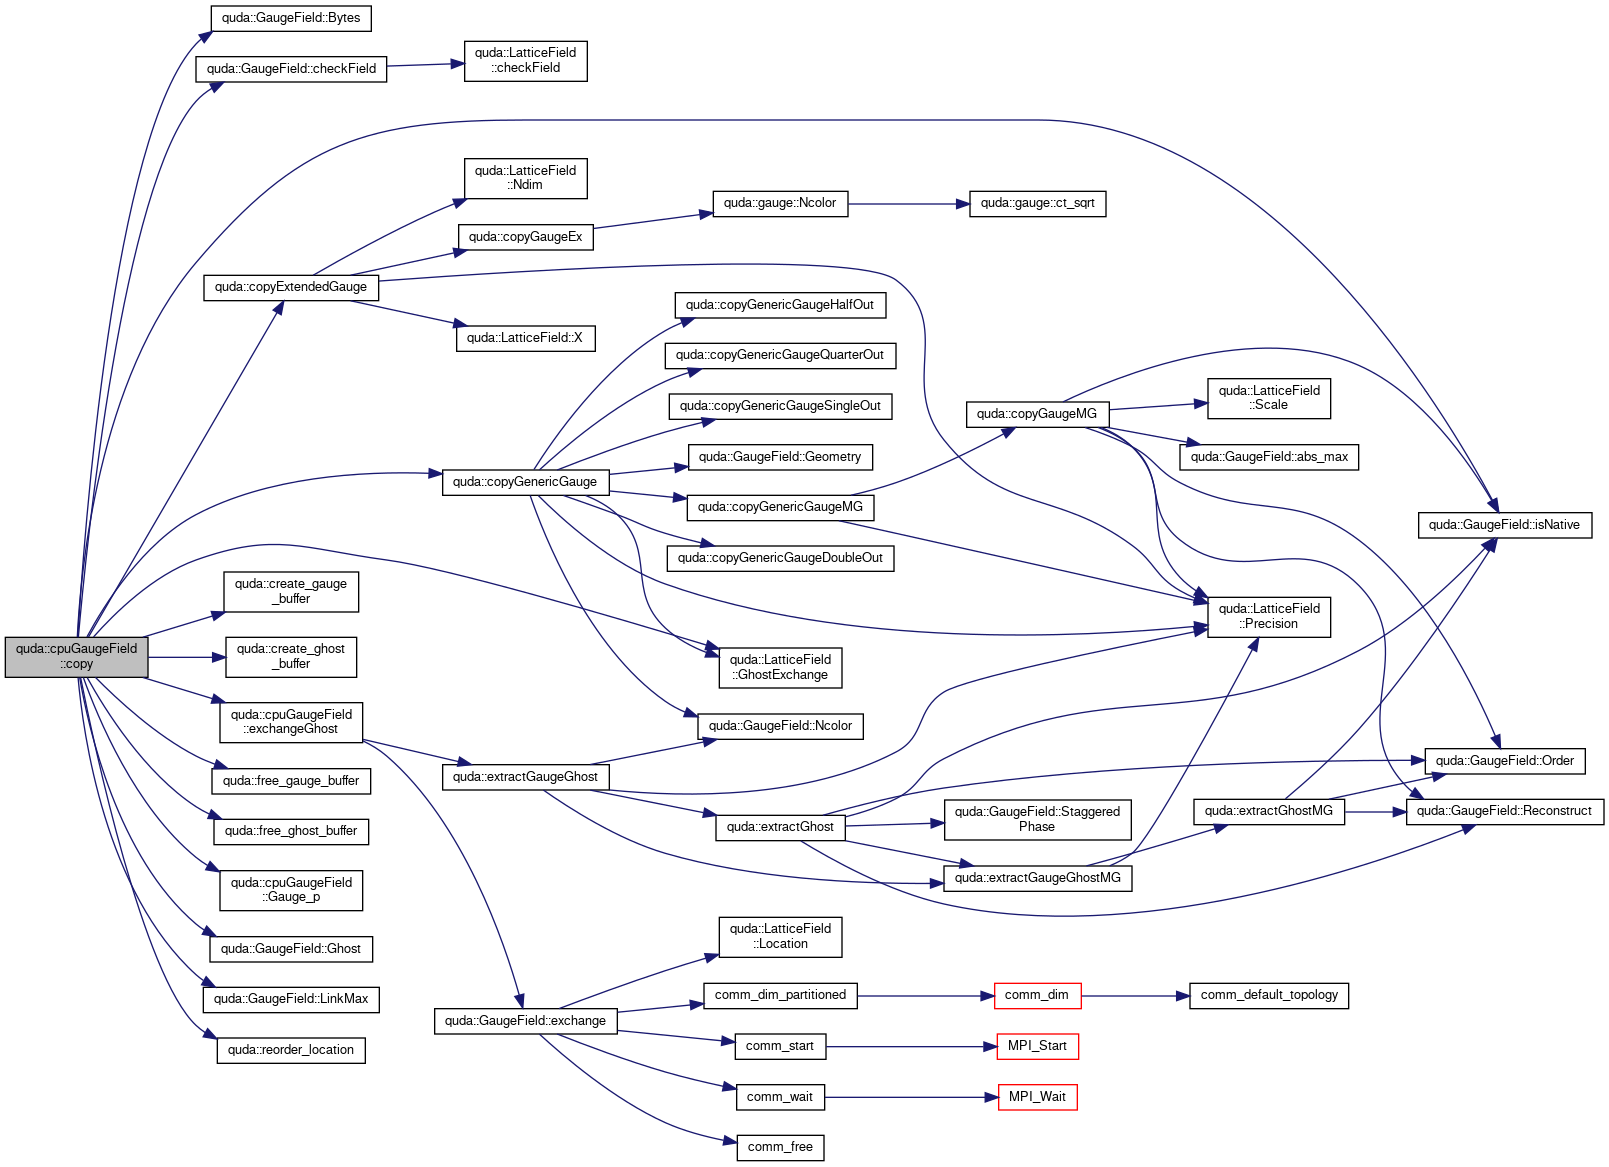 quda::GaugeField::Bytes
quda::GaugeField::checkField
quda::LatticeField
::checkField
quda::LatticeField
::Ndim
quda::gauge::Ncolor
quda::gauge::ct_sqrt
quda::copyGaugeEx
quda::copyExtendedGauge
quda::LatticeField::X
quda::copyGenericGaugeHalfOut
quda::copyGenericGaugeQuarterOut
quda::copyGenericGaugeSingleOut
quda::copyGaugeMG
quda::LatticeField
::Scale
quda::GaugeField::abs_max
quda::GaugeField::Geometry
quda::copyGenericGauge
quda::copyGenericGaugeMG
quda::GaugeField::isNative
quda::copyGenericGaugeDoubleOut
quda::create_gauge
_buffer
quda::LatticeField
::Precision
quda::cpuGaugeField
::copy
quda::create_ghost
_buffer
quda::LatticeField
::GhostExchange
quda::cpuGaugeField
::exchangeGhost
quda::GaugeField::Ncolor
quda::GaugeField::Order
quda::free_gauge_buffer
quda::extractGaugeGhost
quda::free_ghost_buffer
quda::extractGhost
quda::GaugeField::Staggered
Phase
quda::extractGhostMG
quda::GaugeField::Reconstruct
quda::cpuGaugeField
::Gauge_p
quda::extractGaugeGhostMG
quda::GaugeField::Ghost
quda::LatticeField
::Location
quda::GaugeField::LinkMax
comm_dim_partitioned
comm_dim
comm_default_topology
quda::GaugeField::exchange
quda::reorder_location
comm_start
MPI_Start
comm_wait
MPI_Wait
comm_free